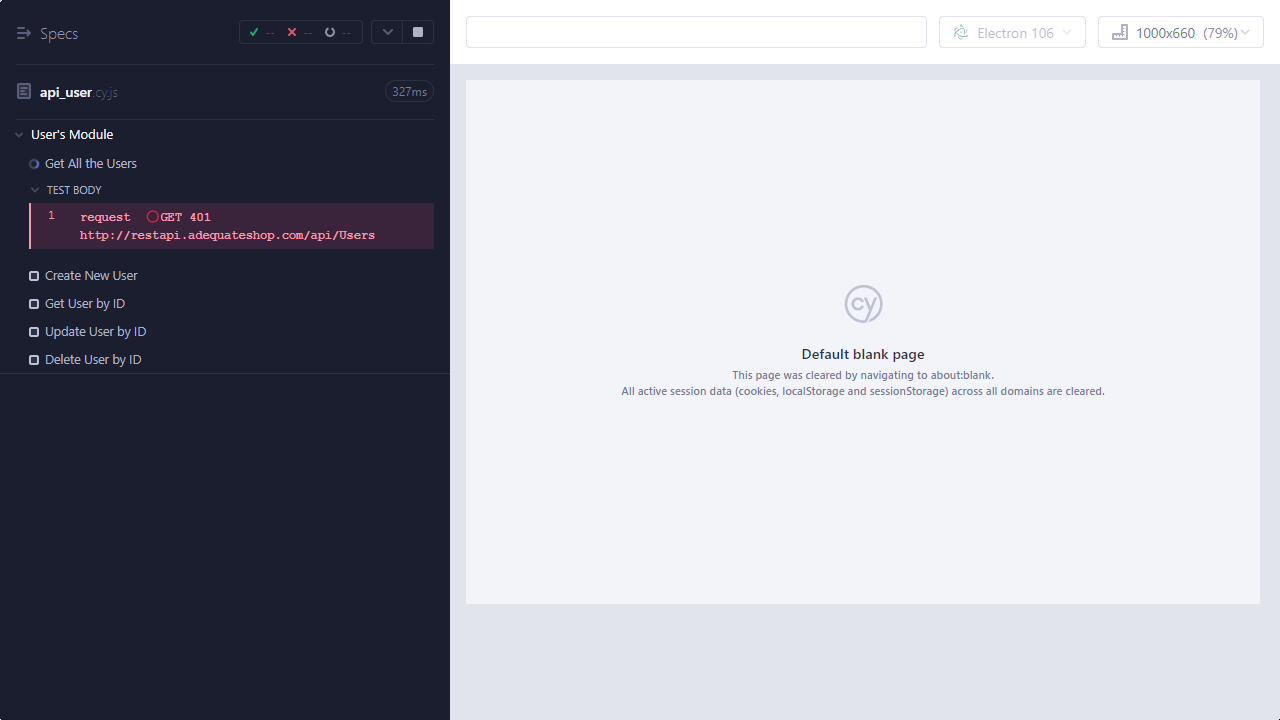 Specs
-- -- --
api_user.cy.js
327ms
User's Module
Get All the Users
TEST BODY
1 request GET 401
http://restapi.adequateshop.com/api/Users
Create New User
Get User by ID
Update User by ID
Delete User by ID
Electron 106
1000x660 (79%)
cy
Default blank page
This page was cleared by navigating to about:blank.
All active session data (cookies, localStorage and sessionStorage) across all domains are cleared.